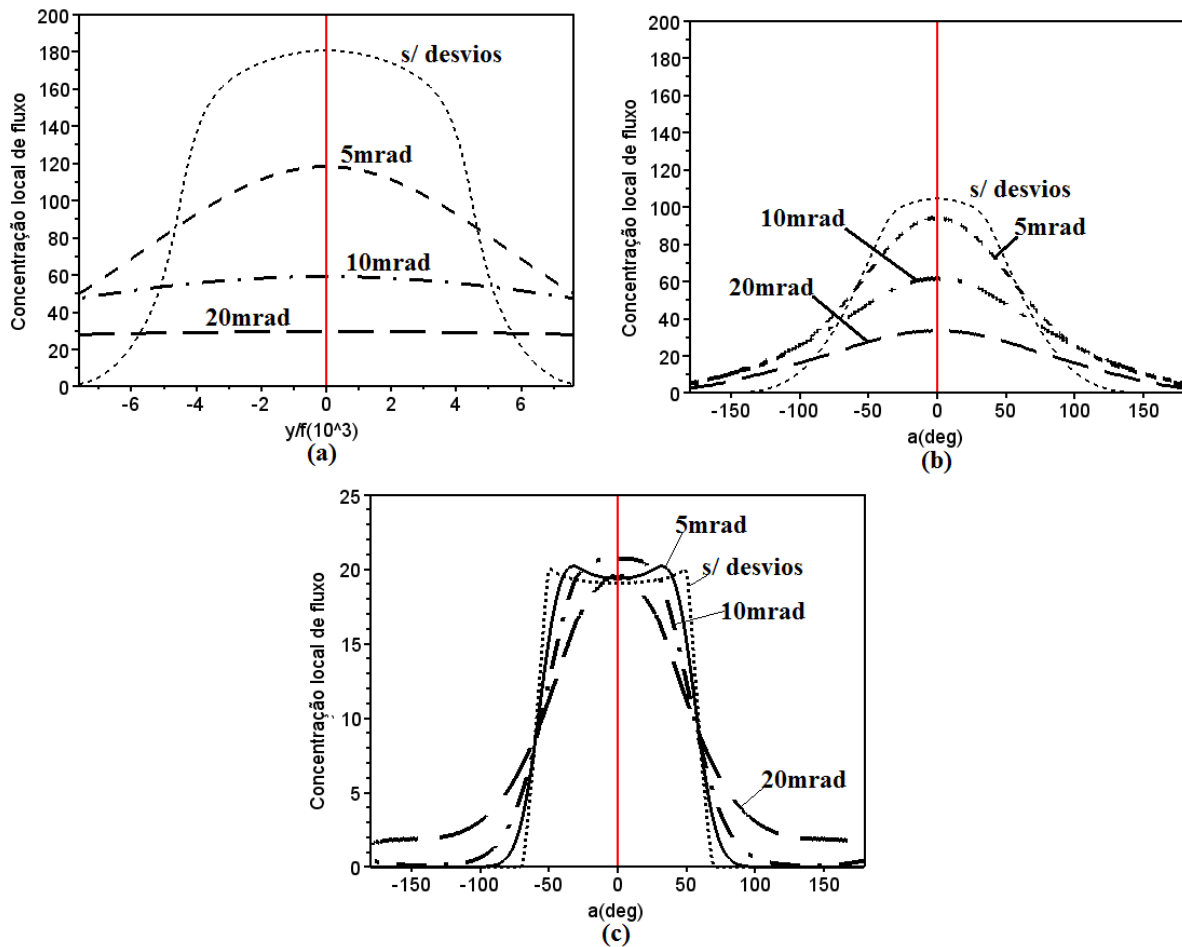 Concentração local de fluxo
200
180
160
140
120
100
80
60
40
20
0
s/ desvios
5mrad
10mrad
20mrad
-6 -4 -2 0 2 4 6
y/f(10^3)
(a)
Concentração local de fluxo
200
180
160
140
120
100
80
60
40
20
0
s/ desvios
10mrad
5mrad
20mrad
-150 -100 -50 0 50 100 150
a(deg)
(b)
Concentração local de fluxo
25
20
15
10
5
0
5mrad
s/ desvios
10mrad
20mrad
-150 -100 -50 0 50 100 150
a(deg)
(c)